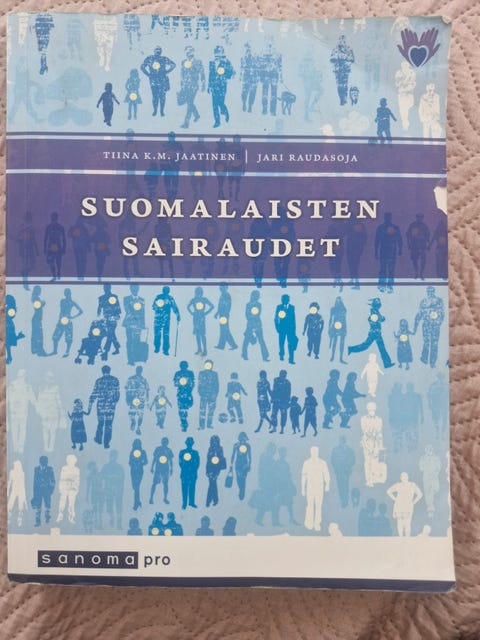 TIINA K.M. JAATINEN | JARI RAUDASOJA
SUOMALAISTEN
SAIRAUDET
sanoma pro